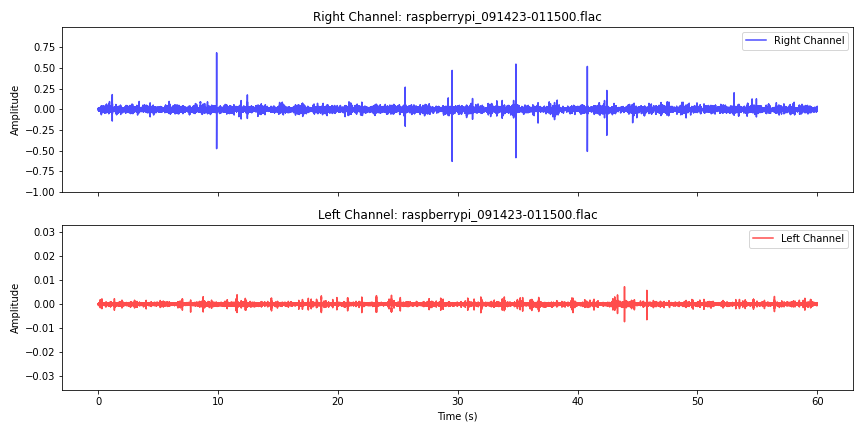 Right Channel: raspberrypi_091423-011500.flac
Right Channel
0.75
0.50
0.25
0.00
−0.25
−0.50
−0.75
−1.00
Amplitude
Left Channel: raspberrypi_091423-011500.flac
Left Channel
0.03
0.02
0.01
0.00
−0.01
−0.02
−0.03
Amplitude
0 10 20 30 40 50 60
Time (s)